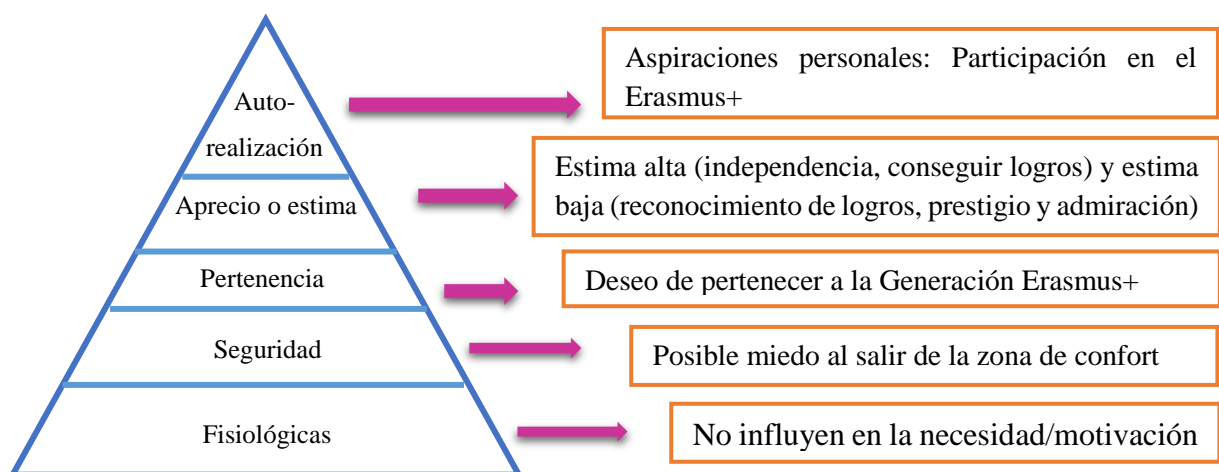 Auto-
realización
Aspiraciones personales: Participación en el
Erasmus+
Aprecio o estima
Estima alta (independencia, conseguir logros) y estima
baja (reconocimiento de logros, prestigio y admiración)
Pertenencia
Deseo de pertenecer a la Generación Erasmus+
Seguridad
Posible miedo al salir de la zona de confort
Fisiológicas
No influyen en la necesidad/motivación